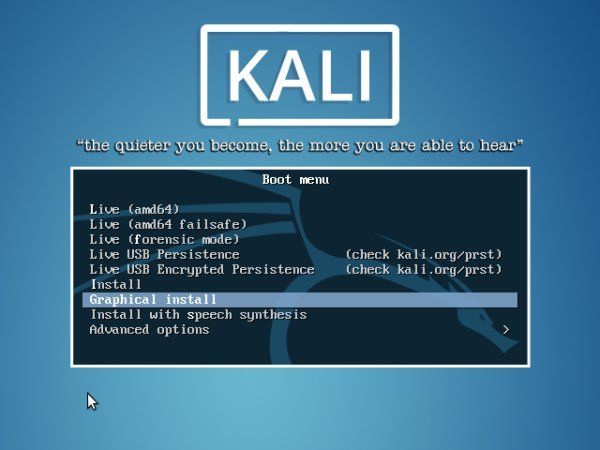 KALI
“the quieter you become, the more you are able to hear”
Boot menu
Live (amd64)
Live (amd64 failsafe)
Live (forensic mode)
Live USB Persistence (check kali.org/prst)
Live USB Encrypted Persistence (check kali.org/prst)
Install
Graphical install
Install with speech synthesis
Advanced options >